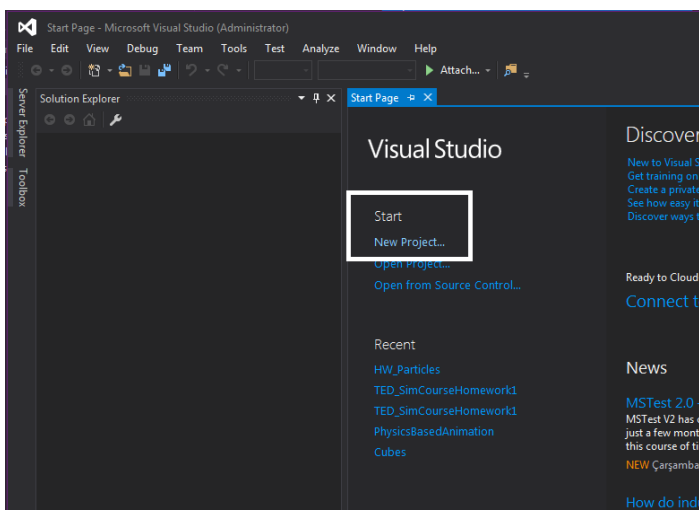 Start Page - Microsoft Visual Studio (Administrator)
File Edit View Debug Team Tools Test Analyze Window Help
Attach...
Server Explorer
Toolbox
Solution Explorer
Start Page
Visual Studio
Start
New Project...
Open Project...
Open from Source Control...
Recent
HW_Particles
TED_SimCourseHomework1
TED_SimCourseHomework1
PhysicsBasedAnimation
Cubes
Discover
New to Visual S
Get training on
Create a private
See how easy it
Discover ways t
Ready to Cloud
Connect t
News
MSTest 2.0
MSTest V2 has
just a few mont
this course of ti
NEW Çarşamba
How do ind